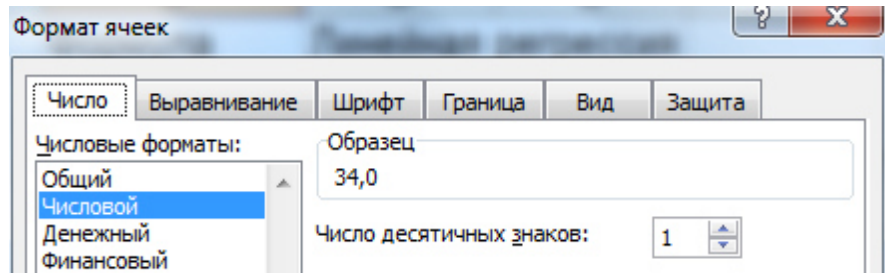 Формат ячеек
Число Выравнивание Шрифт Граница Вид Защита
Числовые форматы:
Образец
Общий
34,0
Числовой
Денежный
Число десятичных знаков: 1
Финансовый